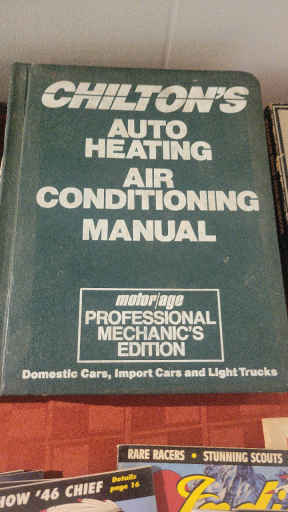 CHILTON'S
AUTO
HEATING
AIR
CONDITIONING
MANUAL
motor/age
PROFESSIONAL
MECHANIC'S
EDITION
Domestic Cars, Import Cars and Light Trucks
RARE RACERS • STUNNING SCOUTS
Details
HOW '46 CHIEF page 16